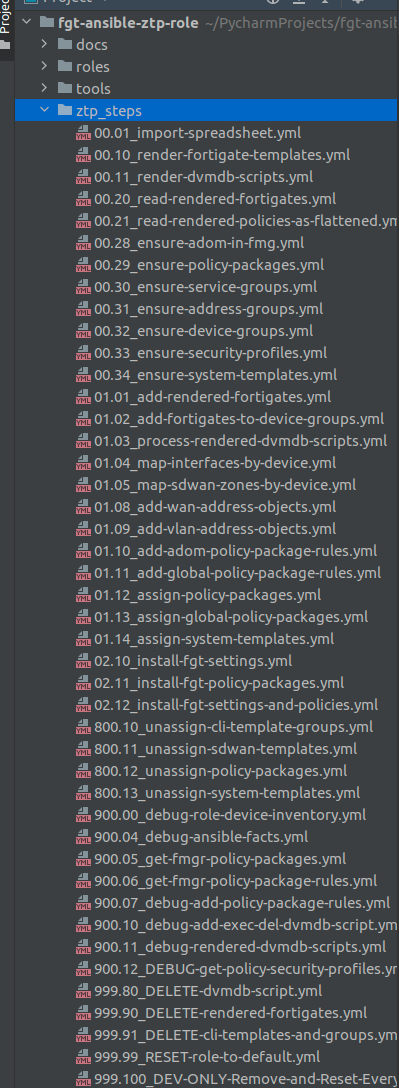 Project
fgt-ansible-ztp-role ~/PycharmProjects/fgt-ansi
docs
roles
tools
ztp_steps
00.01_import-spreadsheet.yml
00.10_render-fortigate-templates.yml
00.11_render-dvmdb-scripts.yml
00.20_read-rendered-fortigates.yml
00.21_read-rendered-policies-as-flattened.ym
00.28_ensure-adom-in-fmg.yml
00.29_ensure-policy-packages.yml
00.30_ensure-service-groups.yml
00.31_ensure-address-groups.yml
00.32_ensure-device-groups.yml
00.33_ensure-security-profiles.yml
00.34_ensure-system-templates.yml
01.01_add-rendered-fortigates.yml
01.02_add-fortigates-to-device-groups.yml
01.03_process-rendered-dvmdb-scripts.yml
01.04_map-interfaces-by-device.yml
01.05_map-sdwan-zones-by-device.yml
01.08_add-wan-address-objects.yml
01.09_add-vlan-address-objects.yml
01.10_add-adom-policy-package-rules.yml
01.11_add-global-policy-package-rules.yml
01.12_assign-policy-packages.yml
01.13_assign-global-policy-packages.yml
01.14_assign-system-templates.yml
02.10_install-fgt-settings.yml
02.11_install-fgt-policy-packages.yml
02.12_install-fgt-settings-and-policies.yml
800.10_unassign-cli-template-groups.yml
800.11_unassign-sdwan-templates.yml
800.12_unassign-policy-packages.yml
800.13_unassign-system-templates.yml
900.00_debug-role-device-inventory.yml
900.04_debug-ansible-facts.yml
900.05_get-fmgr-policy-packages.yml
900.06_get-fmgr-policy-package-rules.yml
900.07_debug-add-policy-package-rules.yml
900.10_debug-add-exec-del-dvmdb-script.ym
900.11_debug-rendered-dvmdb-scripts.yml
900.12_DEBUG-get-policy-security-profiles.yr
999.80_DELETE-dvmdb-script.yml
999.90_DELETE-rendered-fortigates.yml
999.91_DELETE-cli-templates-and-groups.ym
999.99_RESET-role-to-default.yml
999.100_DEV-ONLY-Remove-and-Reset-Every